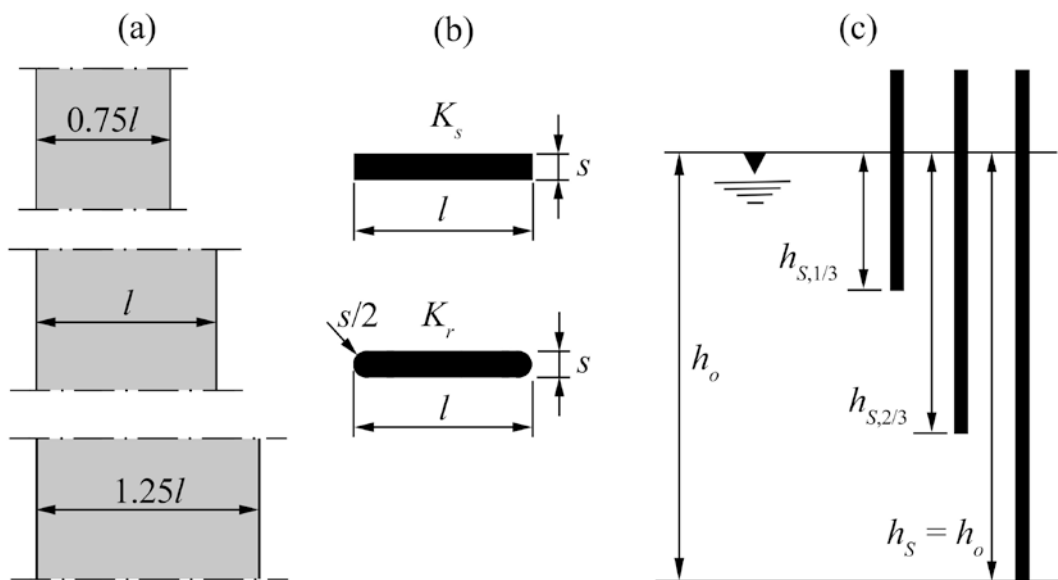 (a)
0.75l
l
1.25l
(b)
K_s
s
l
s/2
K_r
s
l
(c)
h_{S,1/3}
h_o
h_{S,2/3}
h_S = h_o